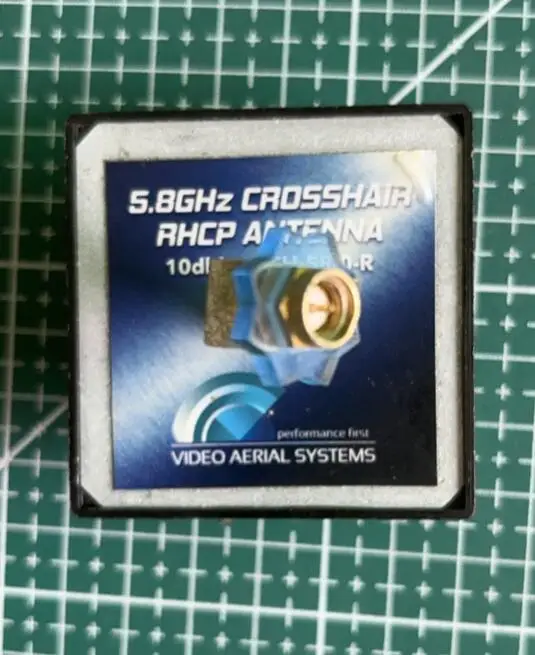 5.8GHz CROSSHAIR
RHCP ANTENNA
performance first
VIDEO AERIAL SYSTEMS